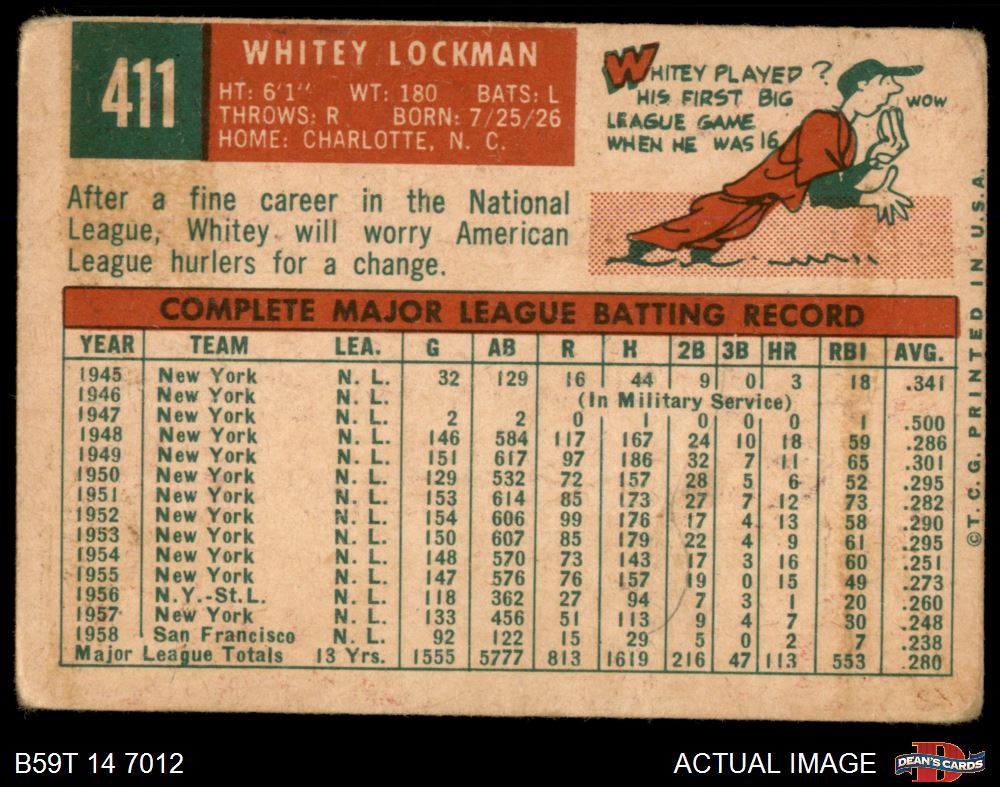 411
WHITEY LOCKMAN
HT: 6'1" WT: 180 BATS: L
THROWS: R BORN: 7/25/26
HOME: CHARLOTTE, N. C.
WHITEY PLAYED ?
HIS FIRST BIG
LEAGUE GAME
WHEN HE WAS 16
WOW
After a fine career in the National
League, Whitey will worry American
League hurlers for a change.
COMPLETE MAJOR LEAGUE BATTING RECORD
YEAR TEAM LEA. G AB R H 2B 3B HR RBI AVG.
1945 New York N. L. 32 129 16 44 9 0 3 18 .341
1946 New York N. L. (In Military Service)
1947 New York N. L. 2 2 0 1 0 0 0 1 .500
1948 New York N. L. 146 584 117 167 24 10 18 59 .286
1949 New York N. L. 151 617 97 186 32 7 11 65 .301
1950 New York N. L. 129 532 72 157 28 5 6 52 .295
1951 New York N. L. 153 614 85 173 27 7 12 73 .282
1952 New York N. L. 154 606 99 176 17 4 13 58 .290
1953 New York N. L. 150 607 85 179 22 4 9 61 .295
1954 New York N. L. 148 570 73 143 17 3 16 60 .251
1955 New York N. L. 147 576 76 157 19 0 15 49 .273
1956 N.Y.-St.L. N. L. 118 362 27 94 7 3 1 20 .260
1957 New York N. L. 133 456 51 113 9 4 7 30 .248
1958 San Francisco N. L. 92 122 15 29 5 0 2 7 .238
Major League Totals 13 Yrs. 1555 5777 813 1619 216 47 113 553 .280
©T. C. G. PRINTED IN U.S.A.
B59T 14 7012
ACTUAL IMAGE
DEAN'S CARDS